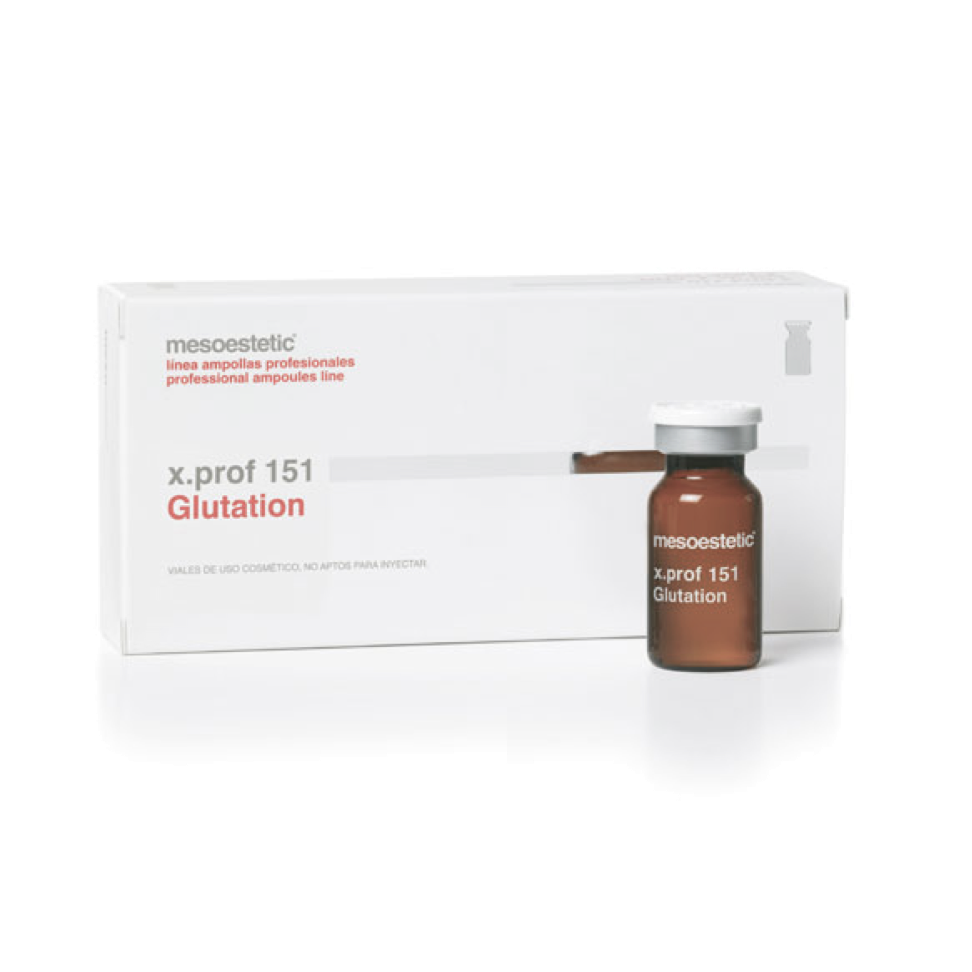 mesoestetic®
línea ampollas profesionales
professional ampoules line
x.prof 151
Glutation
VIALES DE USO COSMÉTICO, NO APTOS PARA INYECTAR.
mesoestetic®
x.prof 151
Glutation